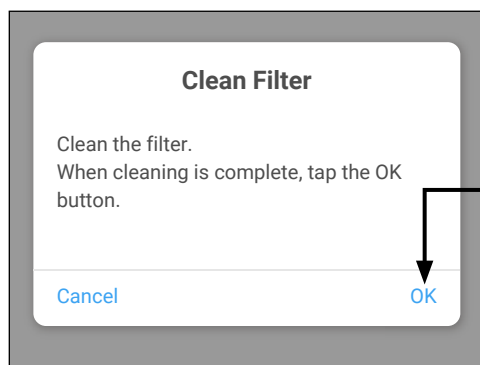 Clean Filter
Clean the filter.
When cleaning is complete, tap the OK
button.
Cancel
OK